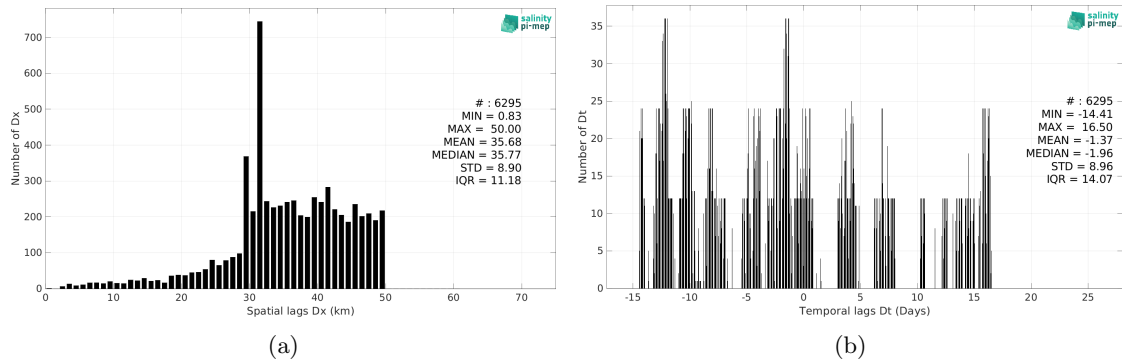 salinity
pi-mep
700
600
500
400
300
200
100
0
Number of Dx
# : 6295
MIN = 0.83
MAX = 50.00
MEAN = 35.68
MEDIAN = 35.77
STD = 8.90
IQR = 11.18
0 10 20 30 40 50 60 70
Spatial lags Dx (km)
(a)
salinity
pi-mep
35
30
25
20
15
10
5
0
Number of Dt
# : 6295
MIN = -14.41
MAX = 16.50
MEAN = -1.37
MEDIAN = -1.96
STD = 8.96
IQR = 14.07
-15 -10 -5 0 5 10 15 20 25
Temporal lags Dt (Days)
(b)